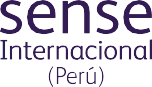 sense
Internacional
(Perú)